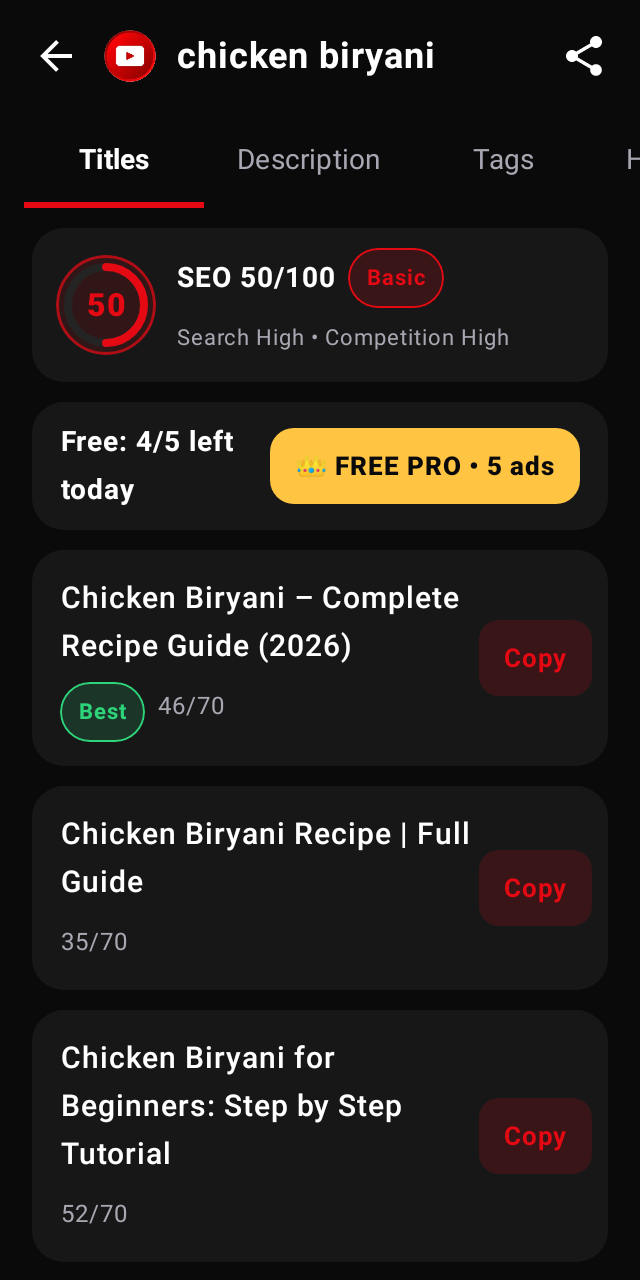 chicken biryani
Titles
Description
Tags
H
50
SEO 50/100
Basic
Search High • Competition High
Free: 4/5 left
today
👑 FREE PRO • 5 ads
Chicken Biryani – Complete
Recipe Guide (2026)
Best
46/70
Copy
Chicken Biryani Recipe | Full
Guide
35/70
Copy
Chicken Biryani for
Beginners: Step by Step
Tutorial
52/70
Copy